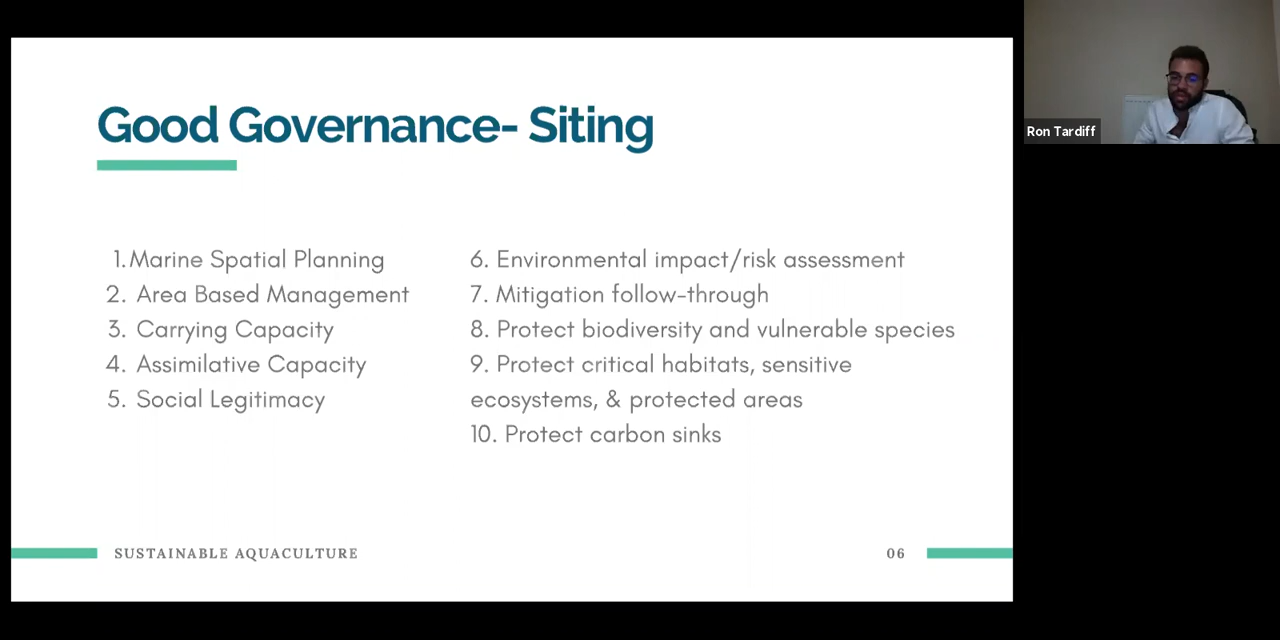 Good Governance- Siting
1. Marine Spatial Planning
2. Area Based Management
3. Carrying Capacity
4. Assimilative Capacity
5. Social Legitimacy
6. Environmental impact/risk assessment
7. Mitigation follow-through
8. Protect biodiversity and vulnerable species
9. Protect critical habitats, sensitive
ecosystems, & protected areas
10. Protect carbon sinks
SUSTAINABLE AQUACULTURE
06
Ron Tardiff